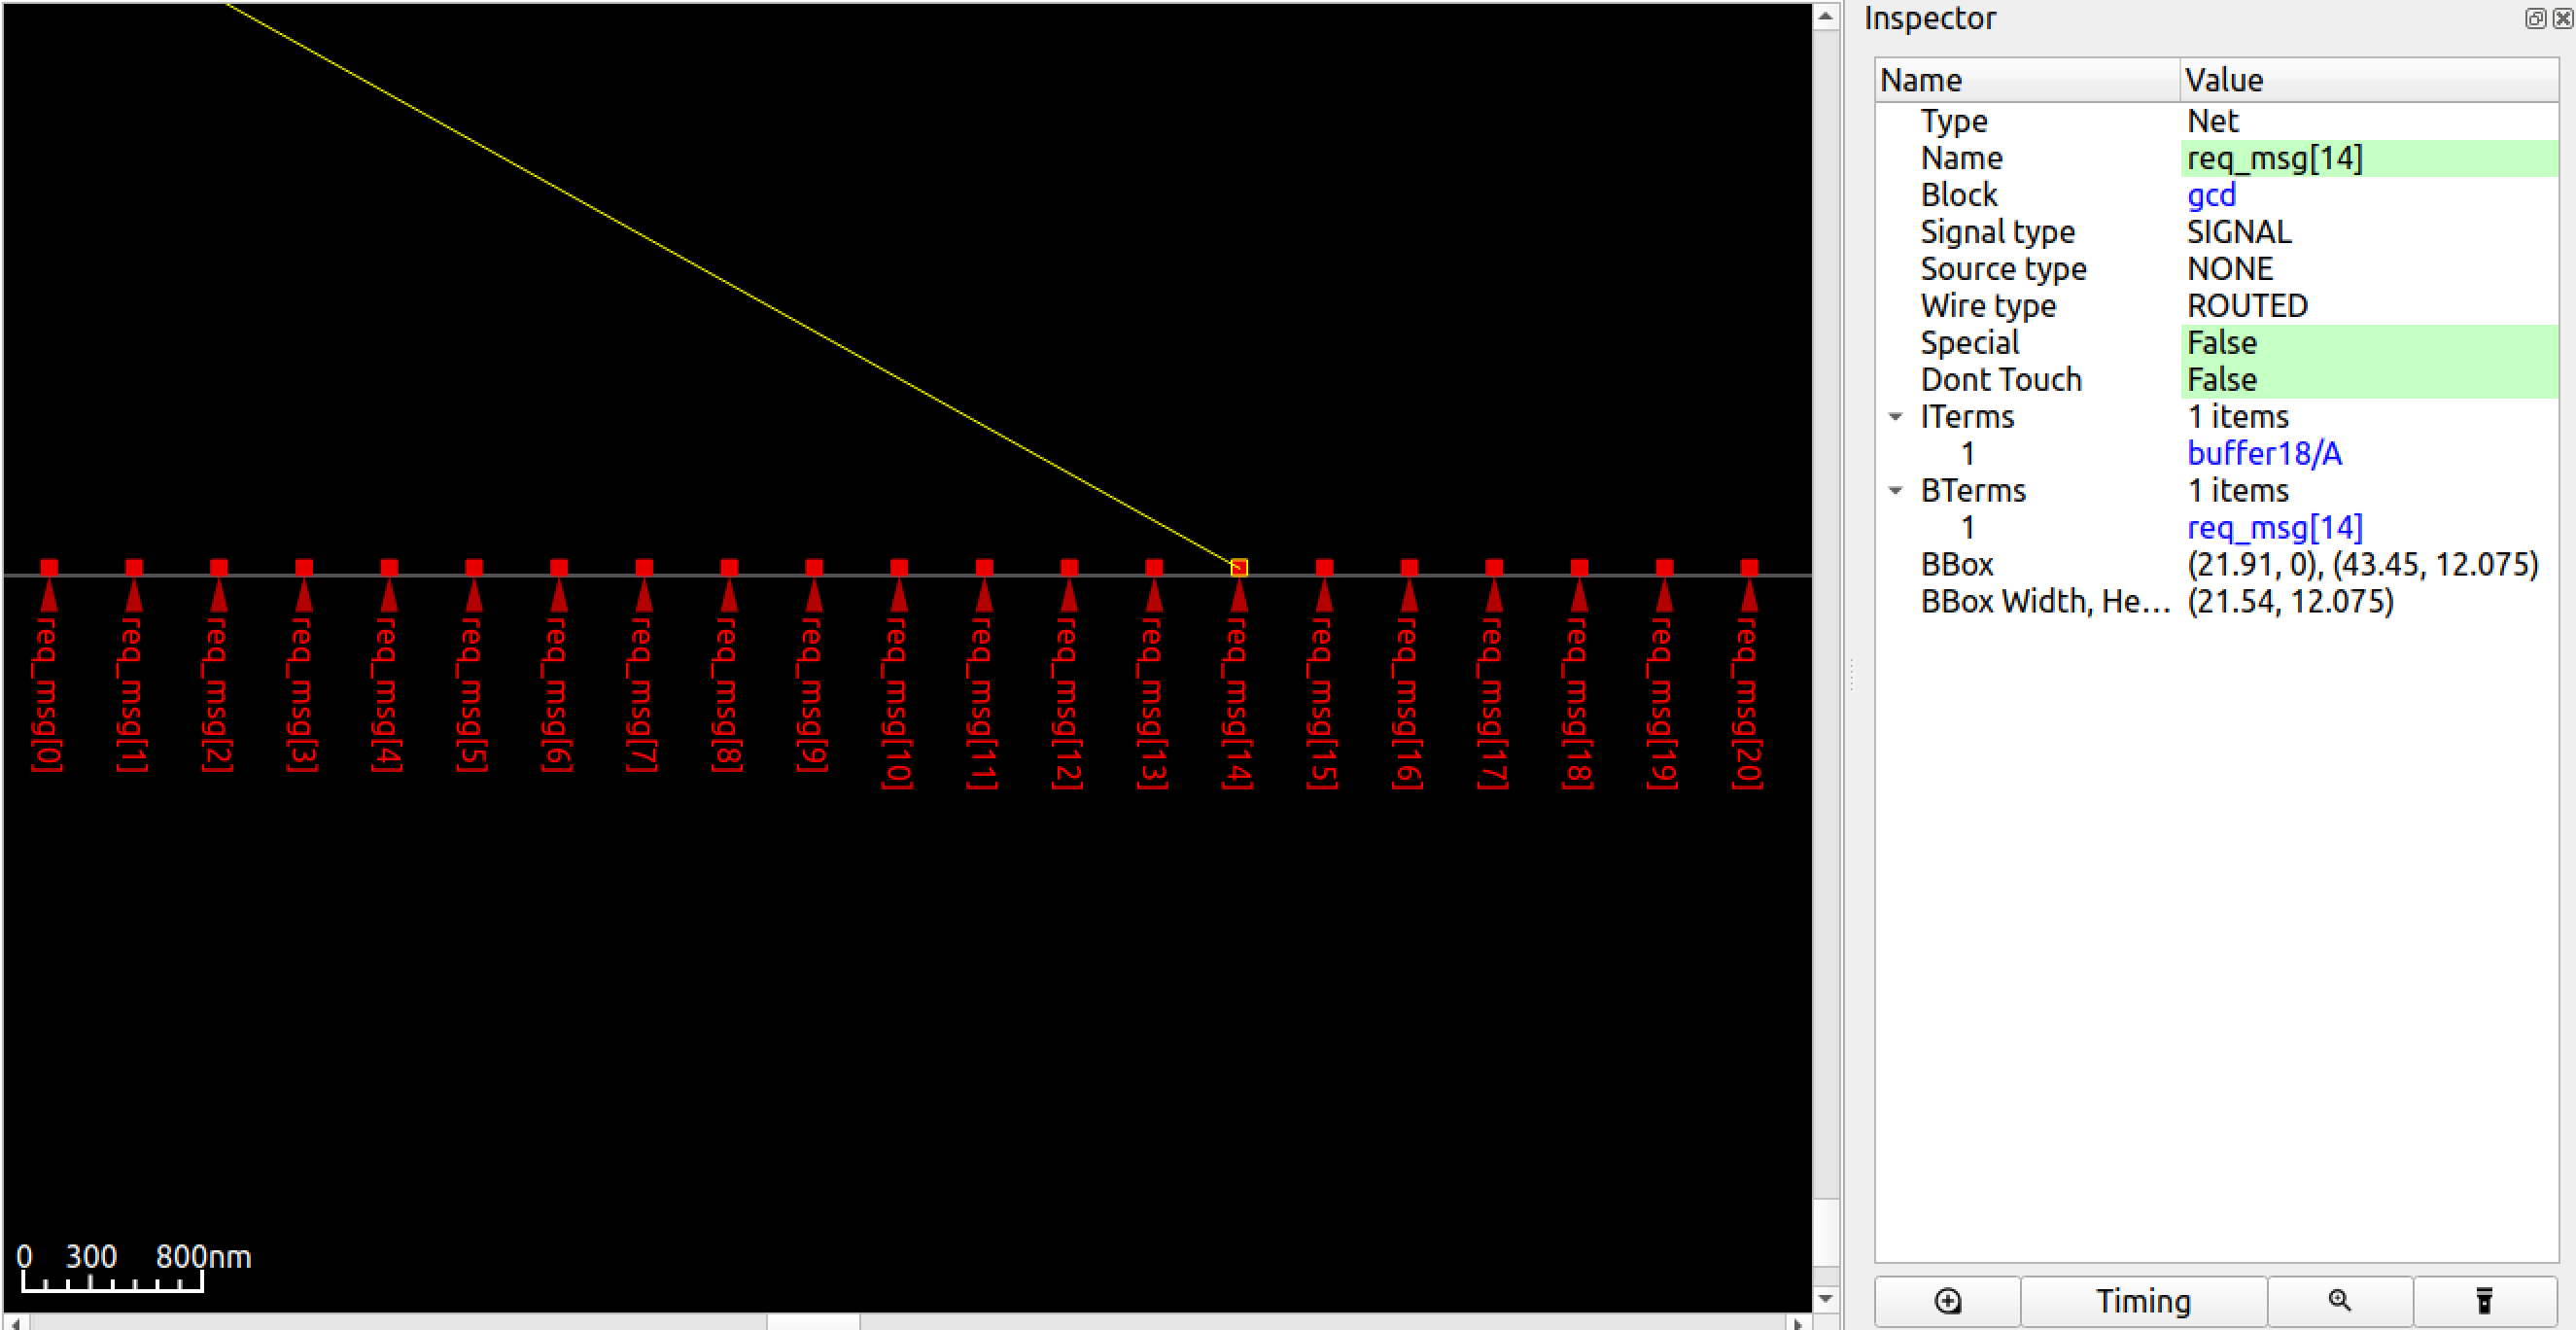 Inspector
Name Value
Type Net
Name req_msg[14]
Block gcd
Signal type SIGNAL
Source type NONE
Wire type ROUTED
Special False
Dont Touch False
ITerms 1 items
1 buffer18/A
BTerms 1 items
1 req_msg[14]
BBox (21.91, 0), (43.45, 12.075)
BBox Width, He... (21.54, 12.075)
req_msg[0]
req_msg[1]
req_msg[2]
req_msg[3]
req_msg[4]
req_msg[5]
req_msg[6]
req_msg[7]
req_msg[8]
req_msg[9]
req_msg[10]
req_msg[11]
req_msg[12]
req_msg[13]
req_msg[14]
req_msg[15]
req_msg[16]
req_msg[17]
req_msg[18]
req_msg[19]
req_msg[20]
0 300 800nm
Timing